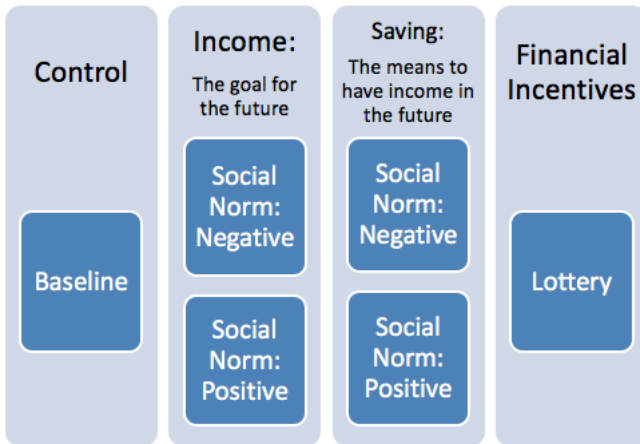 Control
Baseline
Income:
The goal for
the future
Social
Norm:
Negative
Social
Norm:
Positive
Saving:
The means to
have income in
the future
Social
Norm:
Negative
Social
Norm:
Positive
Financial
Incentives
Lottery